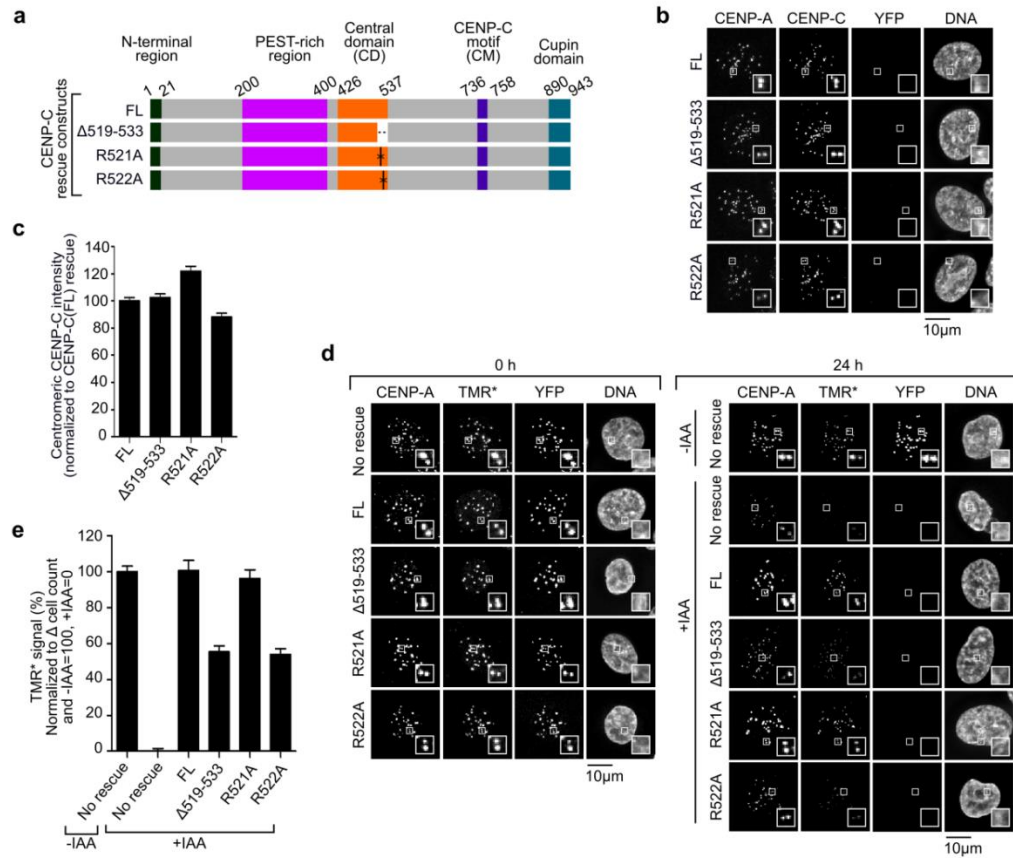 a
N-terminal region
PEST-rich region
Central domain (CD)
CENP-C motif (CM)
Cupin domain
1 21 200 400 426 537 736 758 890 943
CENP-C rescue constructs
FL
Δ519-533
R521A
R522A
b
CENP-A CENP-C YFP DNA
FL
Δ519-533
R521A
R522A
10μm
c
Centromeric CENP-C intensity
(normalized to CENP-C(FL) rescue)
140
120
100
80
60
40
20
0
FL Δ519-533 R521A R522A
d
0 h
CENP-A TMR* YFP DNA
No rescue
FL
Δ519-533
R521A
R522A
10μm
24 h
CENP-A TMR* YFP DNA
-IAA
No rescue
+IAA
No rescue
FL
Δ519-533
R521A
R522A
10μm
e
TMR* signal (%)
Normalized to Δ cell count
and -IAA=100, +IAA=0
120
100
80
60
40
20
0
No rescue No rescue FL Δ519-533 R521A R522A
-IAA +IAA